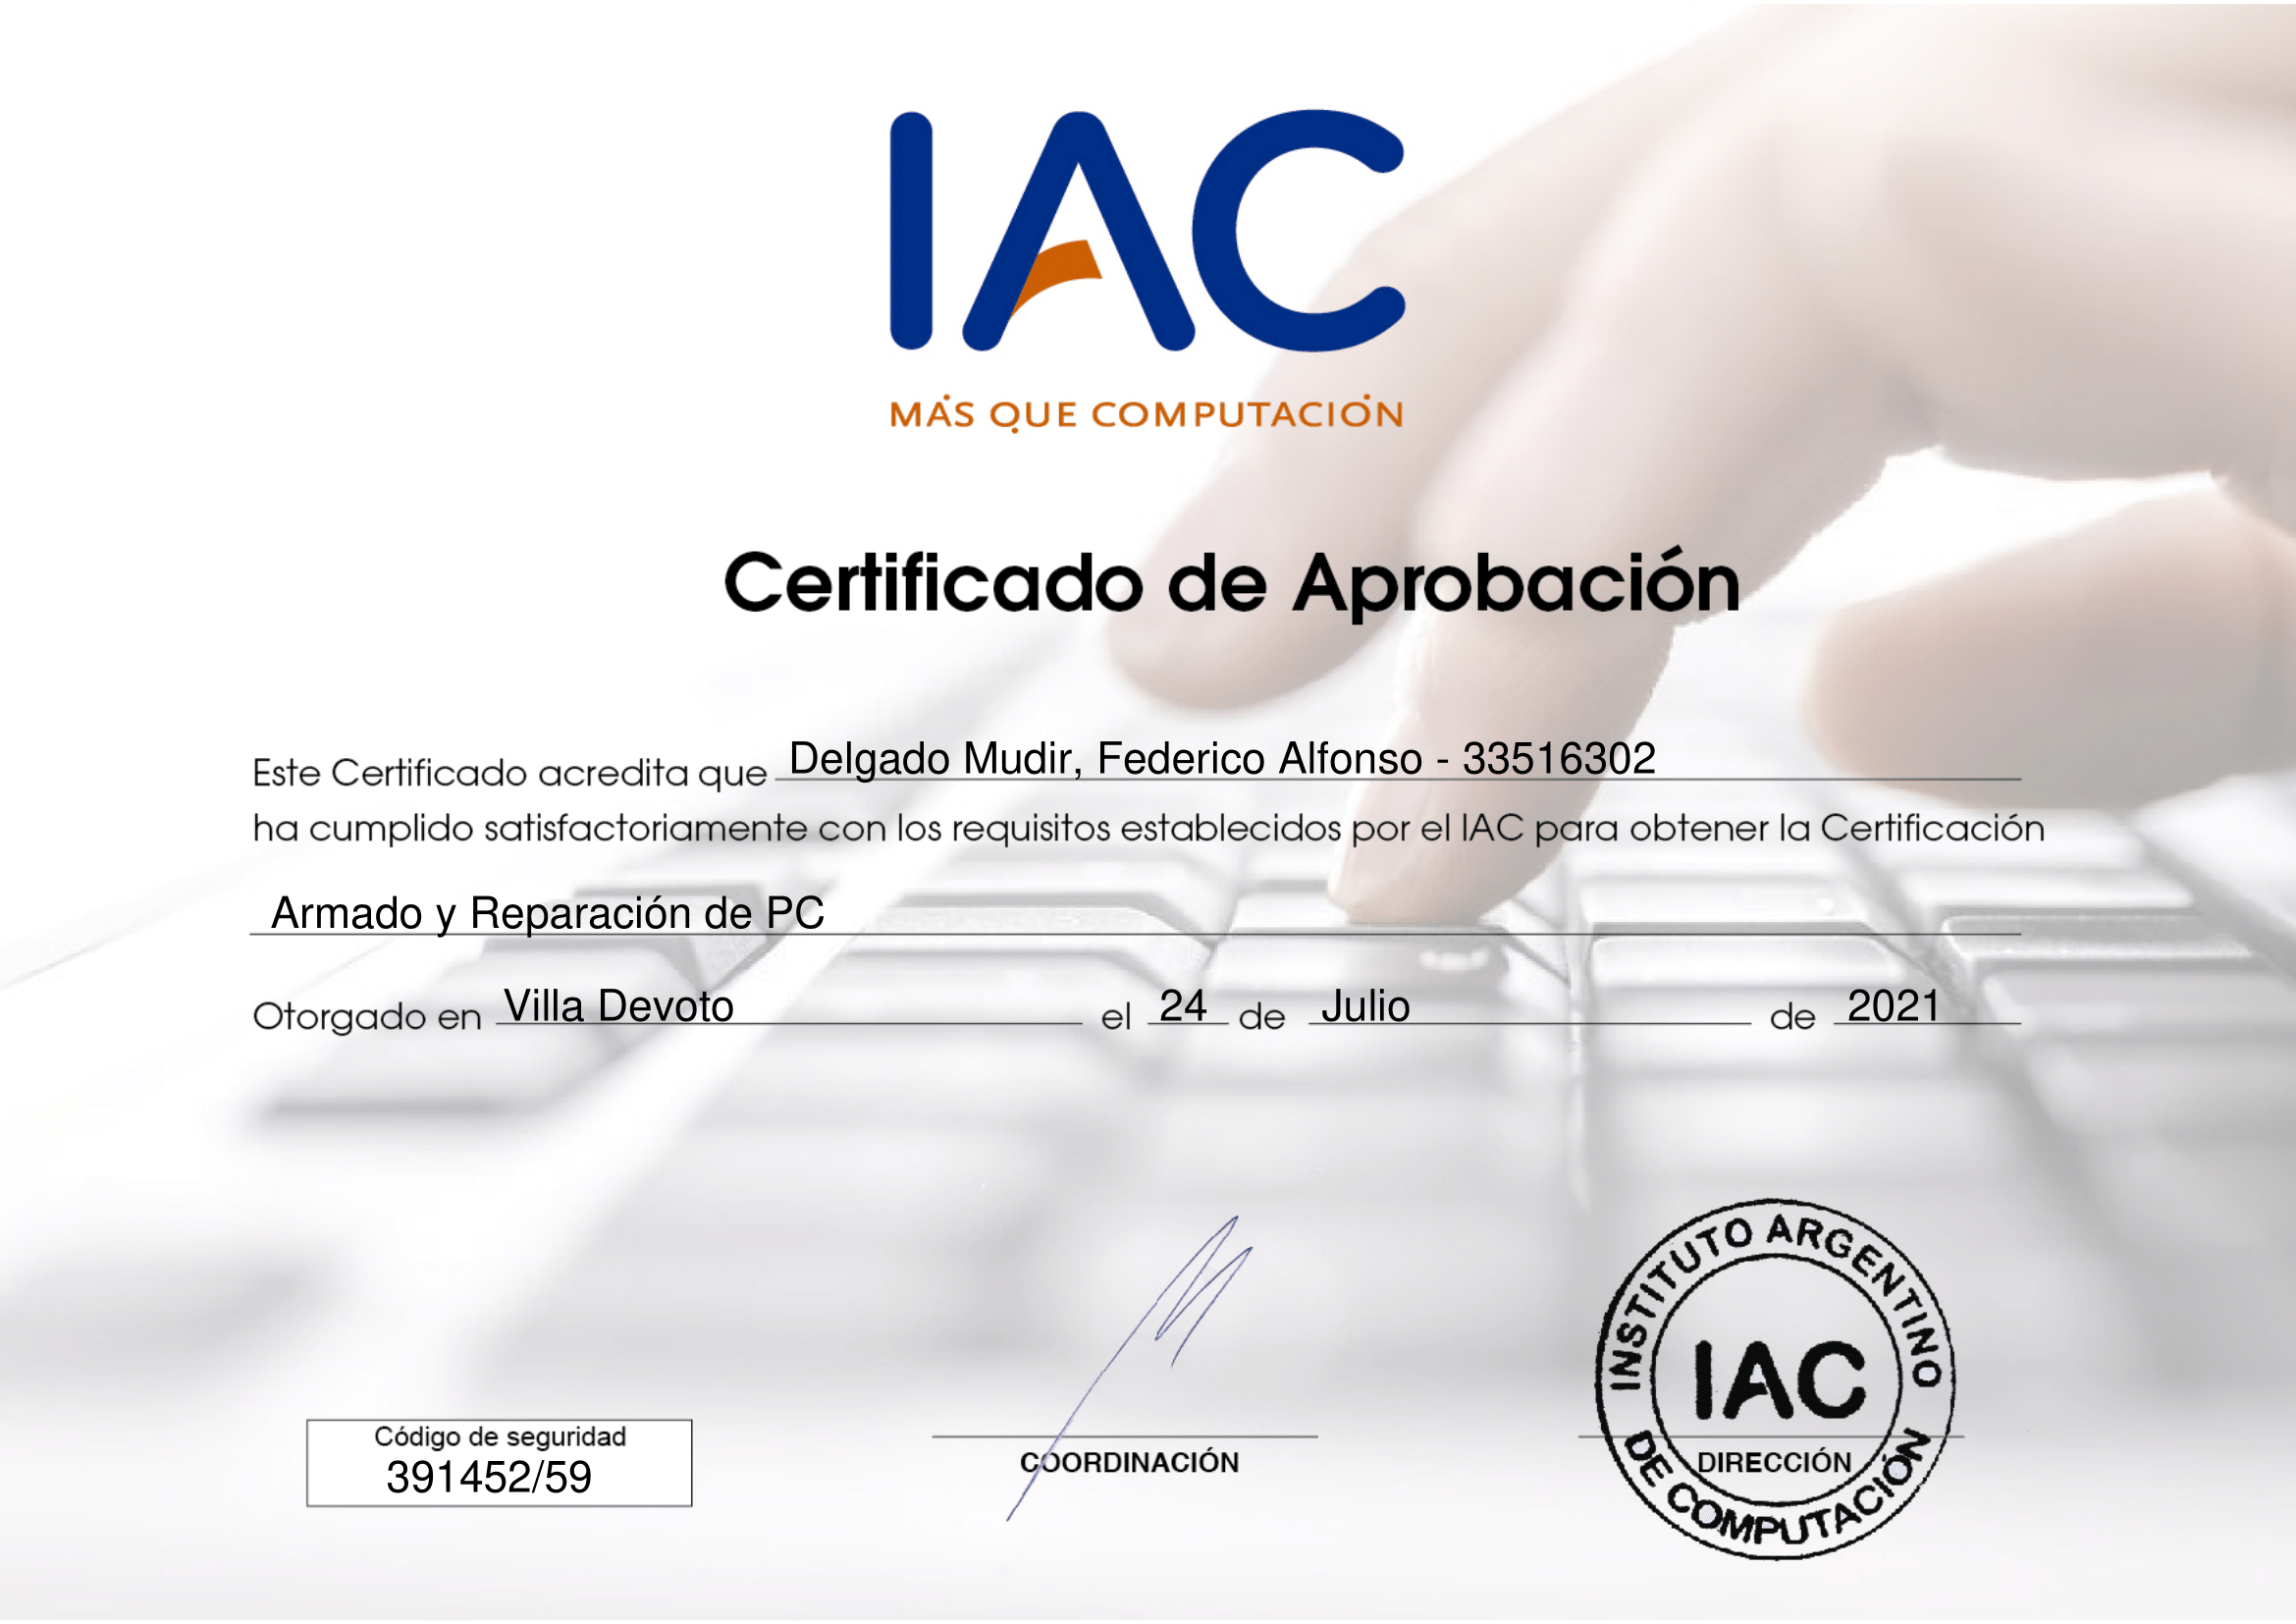 IAC
MÁS QUE COMPUTACIÓN
Certificado de Aprobación
Este Certificado acredita que Delgado Mudir, Federico Alfonso - 33516302
ha cumplido satisfactoriamente con los requisitos establecidos por el IAC para obtener la Certificación
Armado y Reparación de PC
Otorgado en Villa Devoto el 24 de Julio de 2021
Código de seguridad
391452/59
COORDINACIÓN
INSTITUTO ARGENTINO
IAC
DIRECCIÓN
DE COMPUTACIÓN